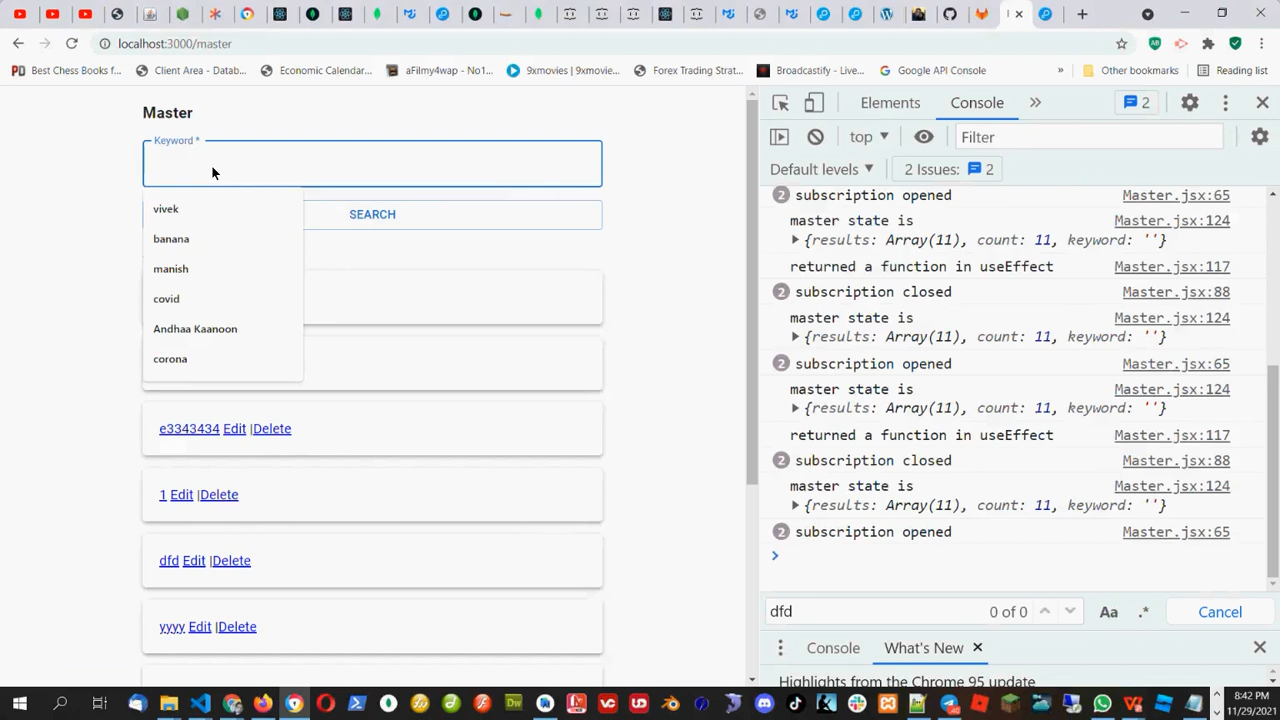 localhost:3000/master
Best Chess Books f...
Client Area - Datab...
Economic Calendar...
aFilmy4wap - No1...
9xmovies | 9xmovie...
Forex Trading Strat...
Broadcastify - Live...
Google API Console
»
Other bookmarks
Reading list
Master
Keyword *
vivek
SEARCH
banana
manish
covid
Andhaa Kaanoon
corona
e3343434 Edit |Delete
1 Edit |Delete
dfd Edit |Delete
yyyy Edit |Delete
Elements Console » 2
top Filter
Default levels 2 Issues: 2
2 subscription opened Master.jsx:65
master state is Master.jsx:124
{results: Array(11), count: 11, keyword: ''}
returned a function in useEffect Master.jsx:117
2 subscription closed Master.jsx:88
master state is Master.jsx:124
{results: Array(11), count: 11, keyword: ''}
2 subscription opened Master.jsx:65
master state is Master.jsx:124
{results: Array(11), count: 11, keyword: ''}
returned a function in useEffect Master.jsx:117
2 subscription closed Master.jsx:88
master state is Master.jsx:124
{results: Array(11), count: 11, keyword: ''}
2 subscription opened Master.jsx:65
dfd 0 of 0 Aa .* Cancel
Console What's New
Highlights from the Chrome 95 update
8:42 PM
11/29/2021